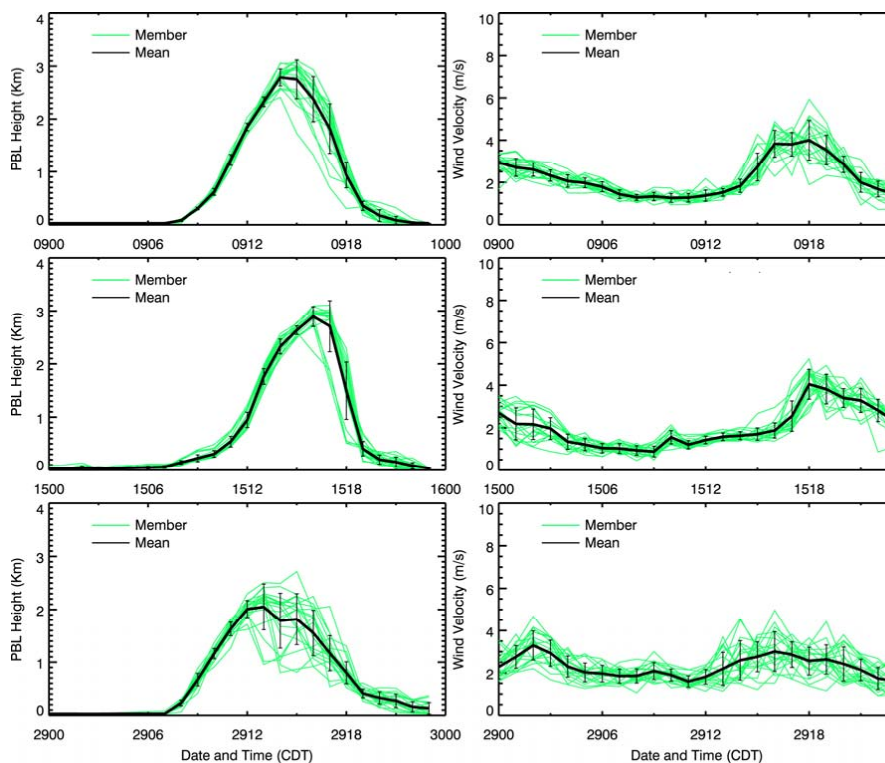 4
3
2
1
0
PBL Height (Km)
Member
Mean
0900 0906 0912 0918 1000
10
8
6
4
2
0
Wind Velocity (m/s)
Member
Mean
0900 0906 0912 0918
4
3
2
1
0
PBL Height (Km)
Member
Mean
1500 1506 1512 1518 1600
10
8
6
4
2
0
Wind Velocity (m/s)
Member
Mean
1500 1506 1512 1518
4
3
2
1
0
PBL Height (Km)
Member
Mean
2900 2906 2912 2918 3000
Date and Time (CDT)
10
8
6
4
2
0
Wind Velocity (m/s)
Member
Mean
2900 2906 2912 2918
Date and Time (CDT)